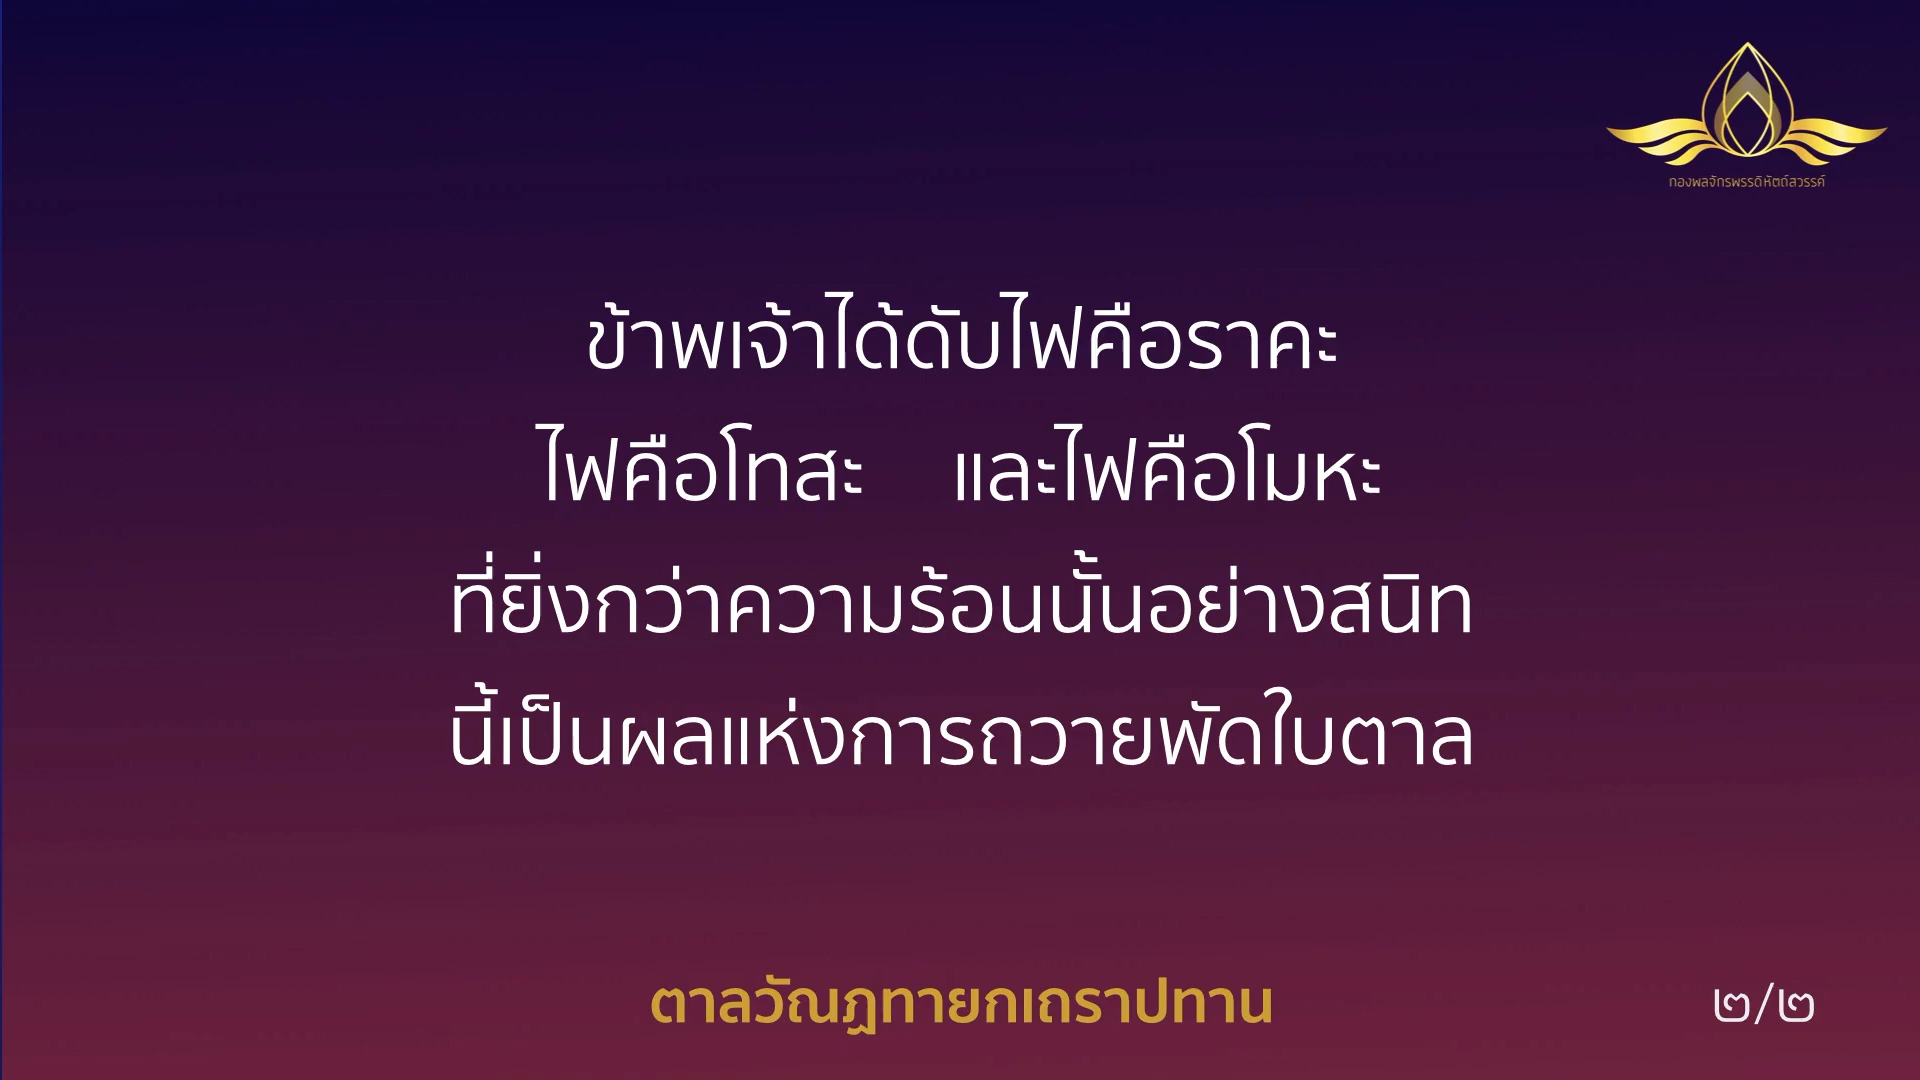 กองพลจักรพรรดิหัตถ์สวรรค์
ข้าพเจ้าได้ดับไฟคือราคะ
ไฟคือโทสะ และไฟคือโมหะ
ที่ยิ่งกว่าความร้อนนั้นอย่างสนิท
นี้เป็นผลแห่งการถวายพัดใบตาล
ตาลวัณฏทายกเถราปทาน
๒/๒